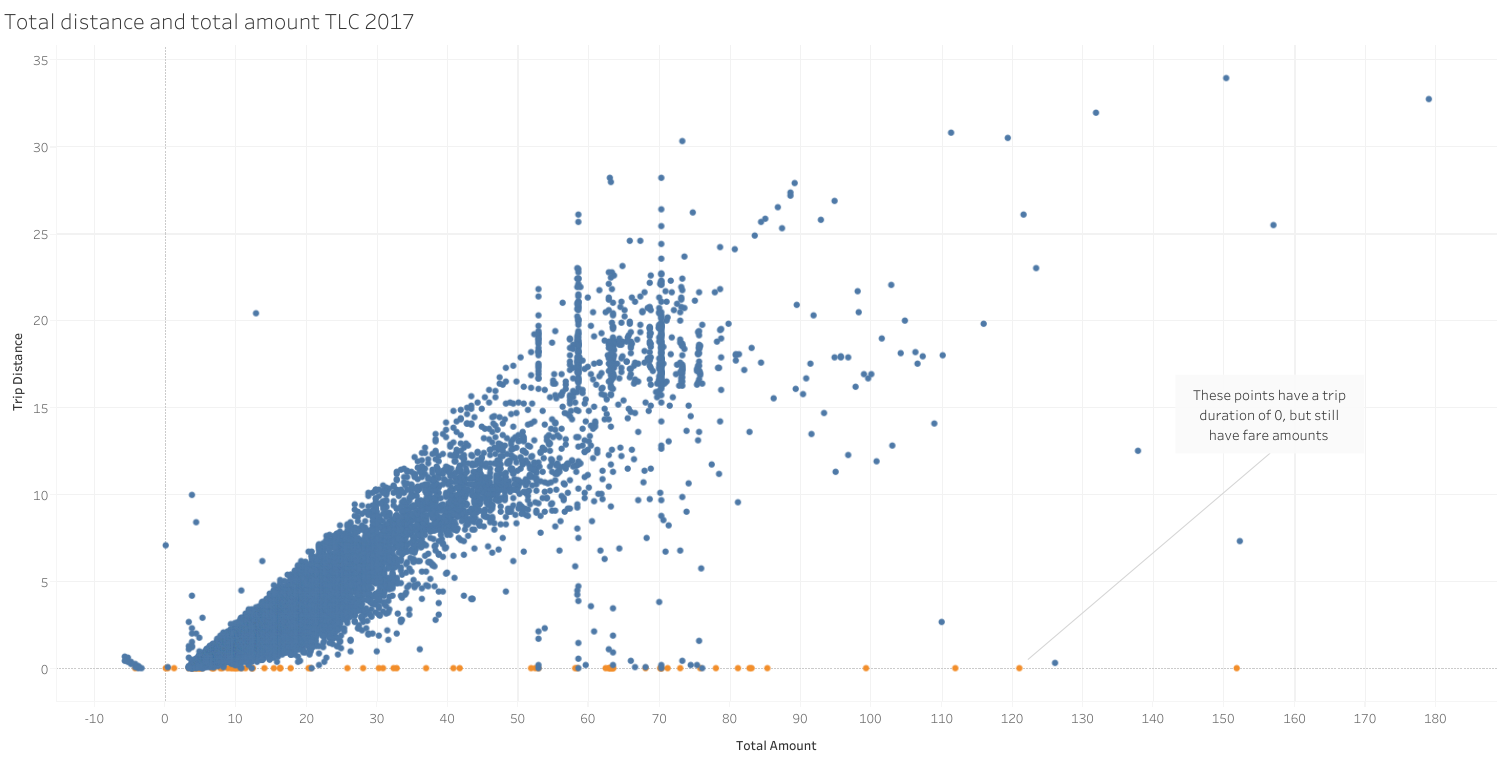 Total distance and total amount TLC 2017
35
30
25
20
15
10
5
0
Trip Distance
These points have a trip
duration of 0, but still
have fare amounts
-10 0 10 20 30 40 50 60 70 80 90 100 110 120 130 140 150 160 170 180
Total Amount